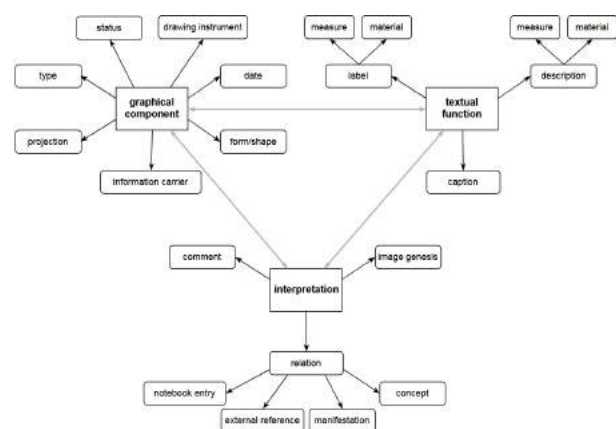 status
drawing instrument
measure
material
measure
material
type
date
label
description
graphical
component
textual
function
projection
form/shape
information carrier
caption
comment
image genesis
interpretation
relation
notebook entry
concept
external reference
manifestation